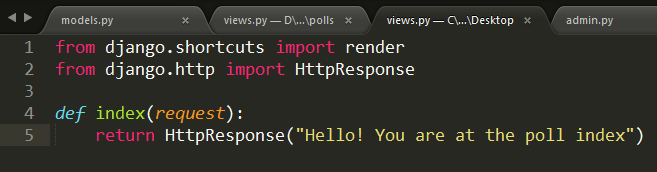 models.py × views.py — D\...\polls × views.py — C\...\Desktop × admin.py
1 from django.shortcuts import render
2 from django.http import HttpResponse
3
4 def index(request):
5 return HttpResponse("Hello! You are at the poll index")